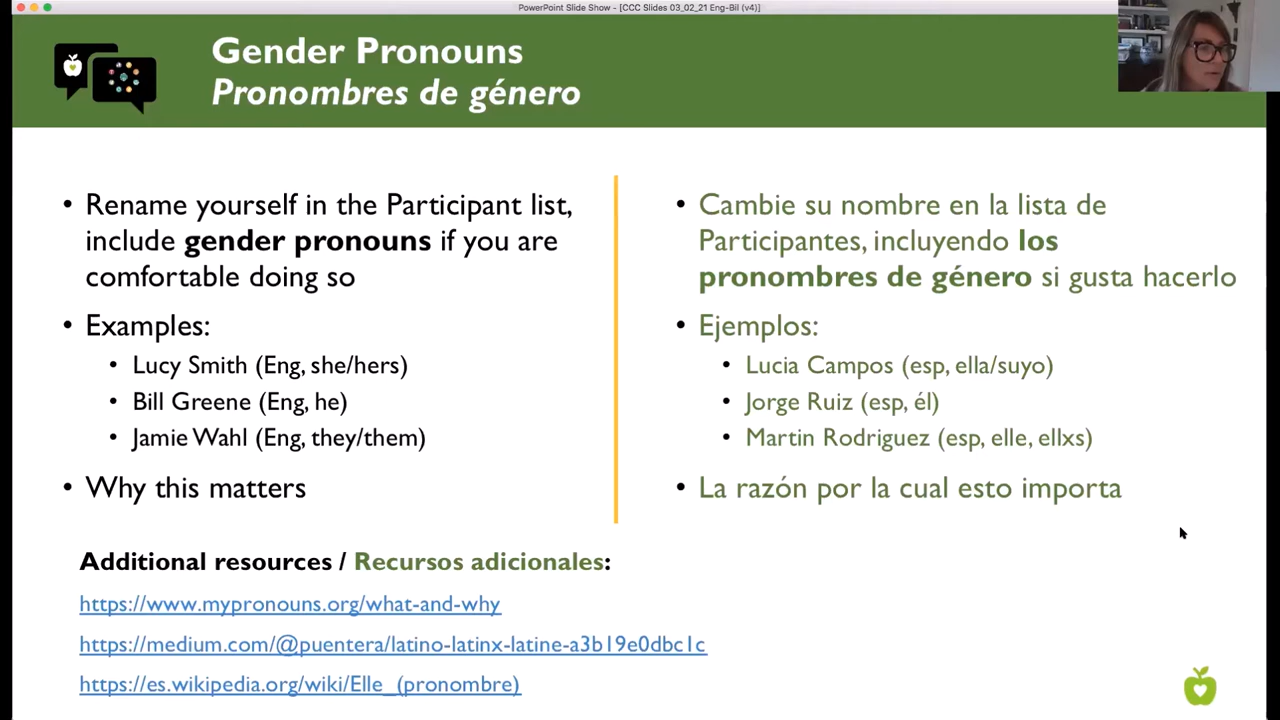 PowerPoint Slide Show - [CCC Slides 03_02_21 Eng-Bil (v4)]
Gender Pronouns
Pronombres de género
• Rename yourself in the Participant list,
include gender pronouns if you are
comfortable doing so
• Examples:
• Lucy Smith (Eng, she/hers)
• Bill Greene (Eng, he)
• Jamie Wahl (Eng, they/them)
• Why this matters
• Cambie su nombre en la lista de
Participantes, incluyendo los
pronombres de género si gusta hacerlo
• Ejemplos:
• Lucia Campos (esp, ella/suyo)
• Jorge Ruiz (esp, él)
• Martin Rodriguez (esp, elle, ellxs)
• La razón por la cual esto importa
Additional resources / Recursos adicionales:
https://www.mypronouns.org/what-and-why
https://medium.com/@puentera/latino-latinx-latine-a3b19e0dbc1c
https://es.wikipedia.org/wiki/Elle_(pronombre)